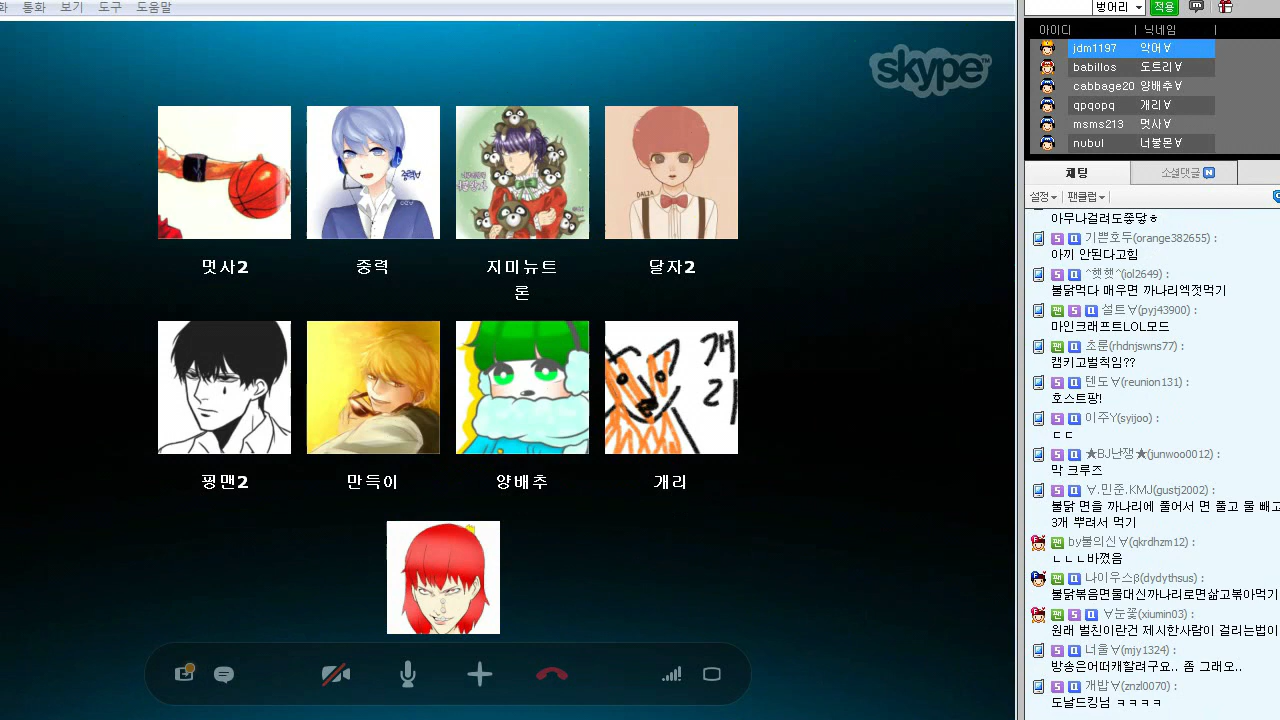 화 통화 보기 도구 도움말
skype™
중력∀
DALIA
개
리
멋사2 중력 지미뉴트 달자2
론
핑맨2 만득이 양배추 개리
벙어리 적용
아이디 닉네임
jdm1197 악어∀
babillos 도트리∀
cabbage20 양배추∀
qpqopq 개리∀
msms213 멋사∀
nubul 너불몬∀
채팅 소셜댓글 N
설정 팬클럽
아무나걸려도좋당ㅎ
S 기쁜호두(orange382655) :
아끼 안된다고힘
S ^햇햇^(iol2649) :
불닭먹다 매우면 까나리엑젓먹기
팬 S 설트∀(pyj43900) :
마인크래프트LOL모드
팬 초룬(rhdnjswns77) :
캠키고벌칙임??
S 텐도∀(reunion131) :
호스트팡!
S 이주Y(syijoo) :
ㄷㄷ
S ★BJ난쟁★(junwoo0012) :
막 크루즈
S ∀.민준.KMJ(gustj2002) :
불닭 면을 까나리에 풀어서 면 풀고 물 빼고
3개 뿌려서 먹기
팬 by불의신∀(qkrdhzm12) :
ㄴㄴㄴ바꼈음
팬 나이우스β(dydythsus) :
불닭볶음면물대신까나리로면삶고볶아먹기
팬 S ∀눈꽃(xiumin03) :
원래 벌친이란건 제시한사람이 걸리는법이
S 너울∀(mjy1324) :
방송은어떠캐할려구요.. 좀 그래오..
S 개밥∀(znzl0070) :
도날드킹님 ㅋㅋㅋㅋ